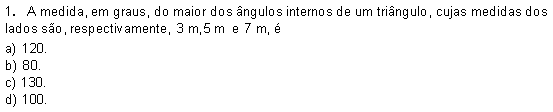 1. A medida, em graus, do maior dos ângulos internos de um triângulo, cujas medidas dos
lados são, respectivamente, 3 m,5 m e 7 m, é
a) 120.
b) 80.
c) 130.
d) 100.